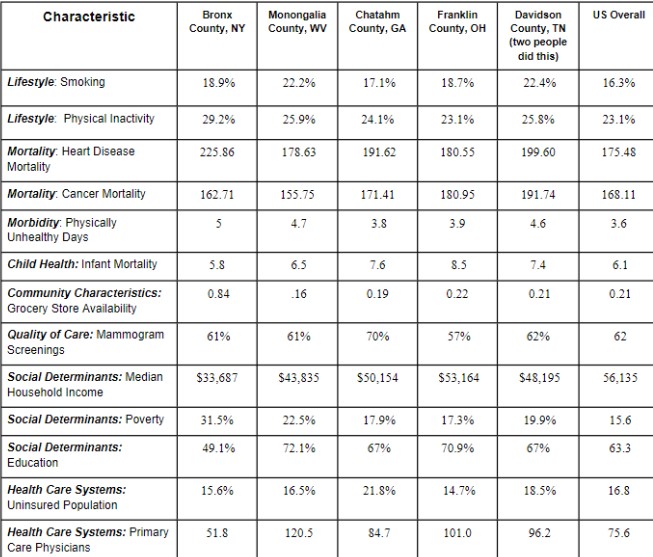 Characteristic Bronx County, NY Monongalia County, WV Chatahm County, GA Franklin County, OH Davidson County, TN (two people did this) US Overall
Lifestyle: Smoking 18.9% 22.2% 17.1% 18.7% 22.4% 16.3%
Lifestyle: Physical Inactivity 29.2% 25.9% 24.1% 23.1% 25.8% 23.1%
Mortality: Heart Disease Mortality 225.86 178.63 191.62 180.55 199.60 175.48
Mortality: Cancer Mortality 162.71 155.75 171.41 180.95 191.74 168.11
Morbidity: Physically Unhealthy Days 5 4.7 3.8 3.9 4.6 3.6
Child Health: Infant Mortality 5.8 6.5 7.6 8.5 7.4 6.1
Community Characteristics: Grocery Store Availability 0.84 .16 0.19 0.22 0.21 0.21
Quality of Care: Mammogram Screenings 61% 61% 70% 57% 62% 62
Social Determinants: Median Household Income $33,687 $43,835 $50,154 $53,164 $48,195 56,135
Social Determinants: Poverty 31.5% 22.5% 17.9% 17.3% 19.9% 15.6
Social Determinants: Education 49.1% 72.1% 67% 70.9% 67% 63.3
Health Care Systems: Uninsured Population 15.6% 16.5% 21.8% 14.7% 18.5% 16.8
Health Care Systems: Primary Care Physicians 51.8 120.5 84.7 101.0 96.2 75.6